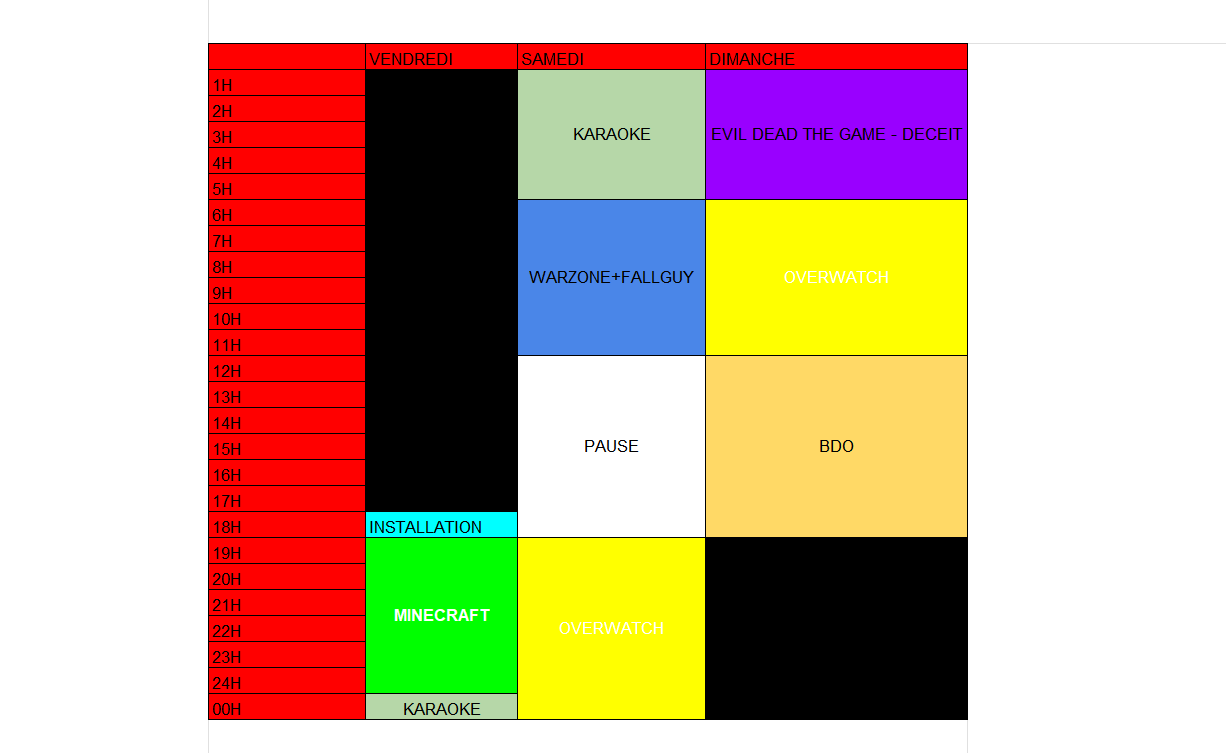 VENDREDI SAMEDI DIMANCHE
1H
2H
3H KARAOKE EVIL DEAD THE GAME - DECEIT
4H
5H
6H
7H
8H WARZONE+FALLGUY OVERWATCH
9H
10H
11H
12H
13H
14H
15H PAUSE BDO
16H
17H
18H INSTALLATION
19H
20H
21H MINECRAFT
22H OVERWATCH
23H
24H
00H KARAOKE